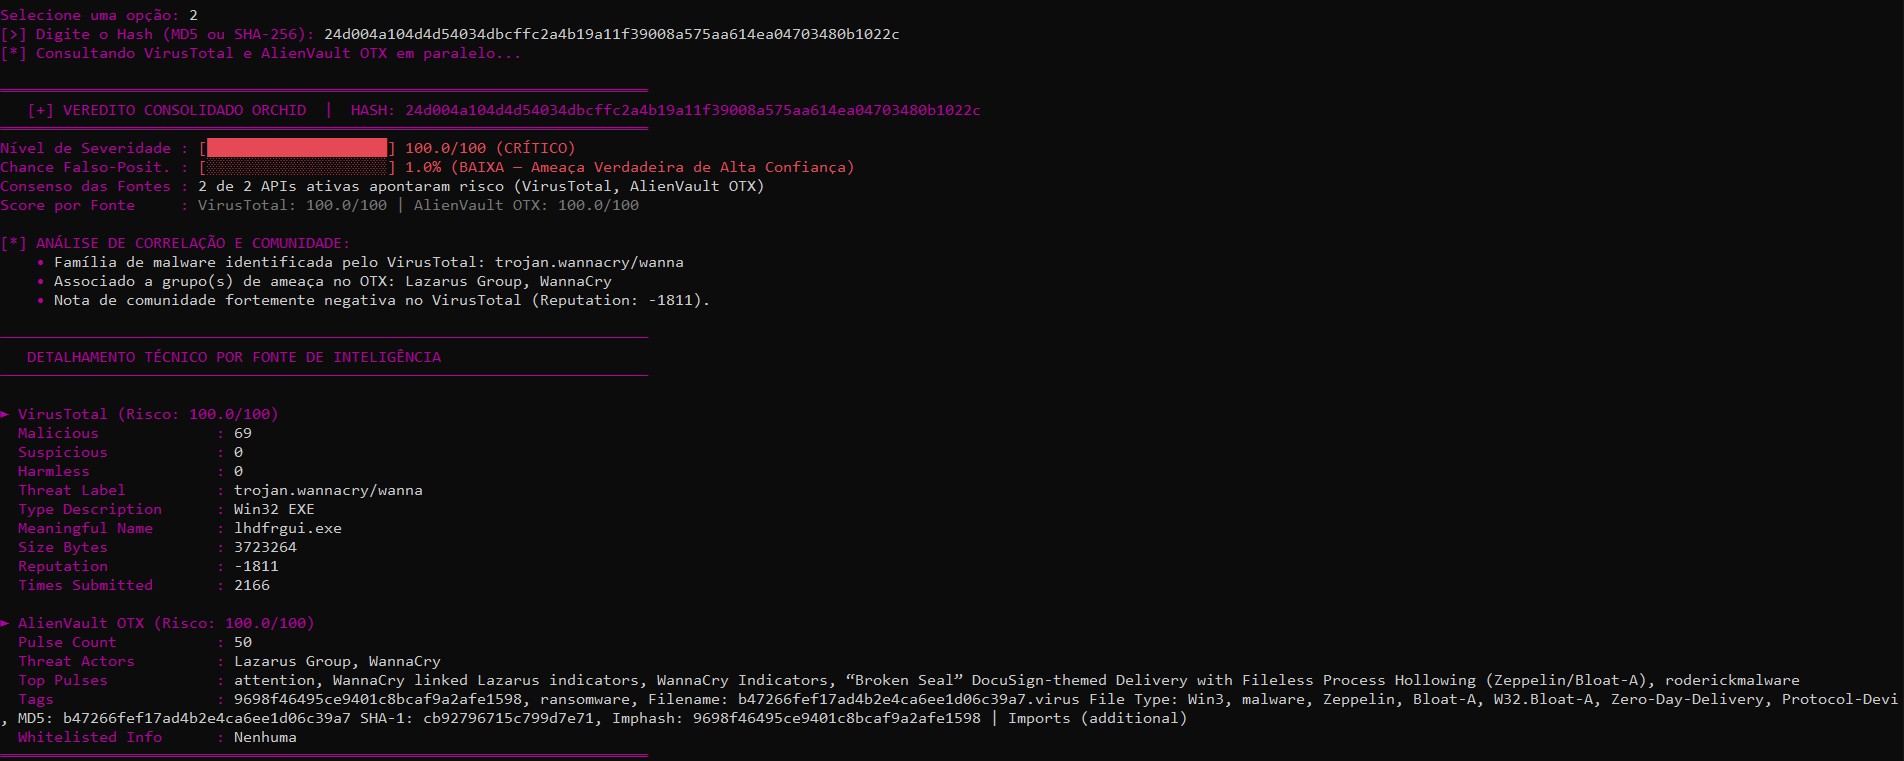 Selecione uma opção: 2
[>] Digite o Hash (MD5 ou SHA-256): 24d004a104d4d54034dbcffc2a4b19a11f39008a575aa614ea04703480b1022c
[*] Consultando VirusTotal e AlienVault OTX em paralelo...
[+] VEREDITO CONSOLIDADO ORCHID | HASH: 24d004a104d4d54034dbcffc2a4b19a11f39008a575aa614ea04703480b1022c
Nível de Severidade : [████████████████████] 100.0/100 (CRÍTICO)
Chance Falso-Posit. : [░░░░░░░░░░░░░░░░░░░░] 1.0% (BAIXA — Ameaça Verdadeira de Alta Confiança)
Consenso das Fontes : 2 de 2 APIs ativas apontaram risco (VirusTotal, AlienVault OTX)
Score por Fonte : VirusTotal: 100.0/100 | AlienVault OTX: 100.0/100
[*] ANÁLISE DE CORRELAÇÃO E COMUNIDADE:
• Família de malware identificada pelo VirusTotal: trojan.wannacry/wanna
• Associado a grupo(s) de ameaça no OTX: Lazarus Group, WannaCry
• Nota de comunidade fortemente negativa no VirusTotal (Reputation: -1811).
DETALHAMENTO TÉCNICO POR FONTE DE INTELIGÊNCIA
► VirusTotal (Risco: 100.0/100)
Malicious : 69
Suspicious : 0
Harmless : 0
Threat Label : trojan.wannacry/wanna
Type Description : Win32 EXE
Meaningful Name : lhdfrgui.exe
Size Bytes : 3723264
Reputation : -1811
Times Submitted : 2166
► AlienVault OTX (Risco: 100.0/100)
Pulse Count : 50
Threat Actors : Lazarus Group, WannaCry
Top Pulses : attention, WannaCry linked Lazarus indicators, WannaCry Indicators, “Broken Seal” DocuSign-themed Delivery with Fileless Process Hollowing (Zeppelin/Bloat-A), roderickmalware
Tags : 9698f46495ce9401c8bcaf9a2afe1598, ransomware, Filename: b47266fef17ad4b2e4ca6ee1d06c39a7.virus File Type: Win3, malware, Zeppelin, Bloat-A, W32.Bloat-A, Zero-Day-Delivery, Protocol-Devi
, MD5: b47266fef17ad4b2e4ca6ee1d06c39a7 SHA-1: cb92796715c799d7e71, Imphash: 9698f46495ce9401c8bcaf9a2afe1598 | Imports (additional)
Whitelisted Info : Nenhuma